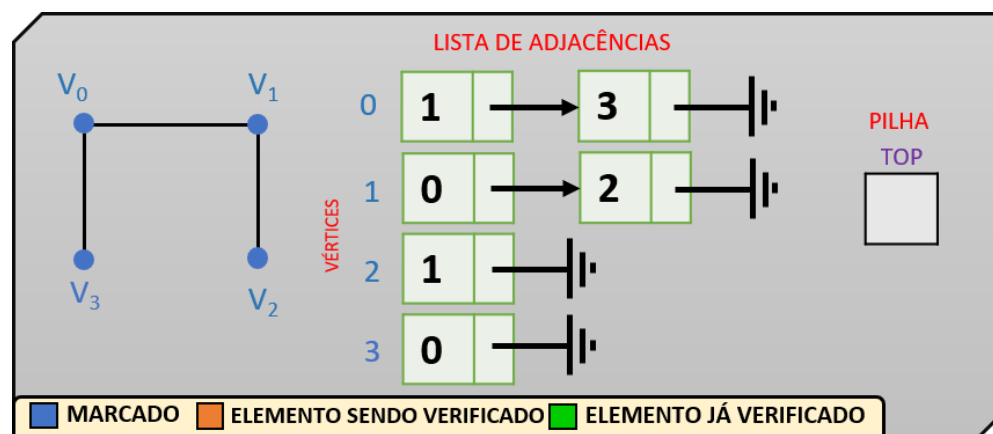 LISTA DE ADJACÊNCIAS
V0 V1
0 1 3
PILHA
TOP
1 0 2
VÉRTICES
2 1
V3 V2
3 0
MARCADO ELEMENTO SENDO VERIFICADO ELEMENTO JÁ VERIFICADO